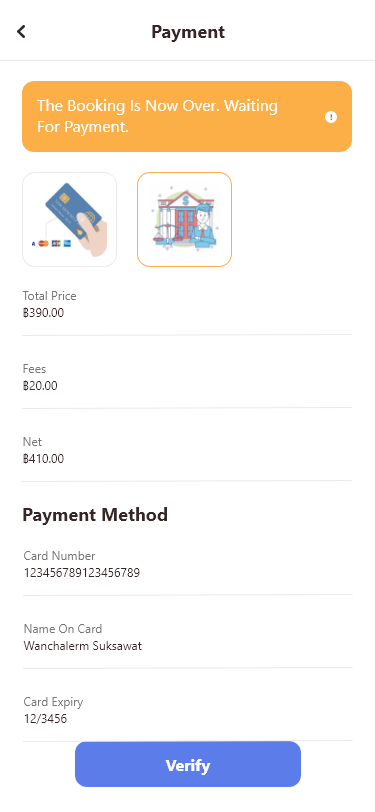 Payment
The Booking Is Now Over. Waiting
For Payment.
Total Price
฿390.00
Fees
฿20.00
Net
฿410.00
Payment Method
Card Number
123456789123456789
Name On Card
Wanchalerm Suksawat
Card Expiry
12/3456
Verify